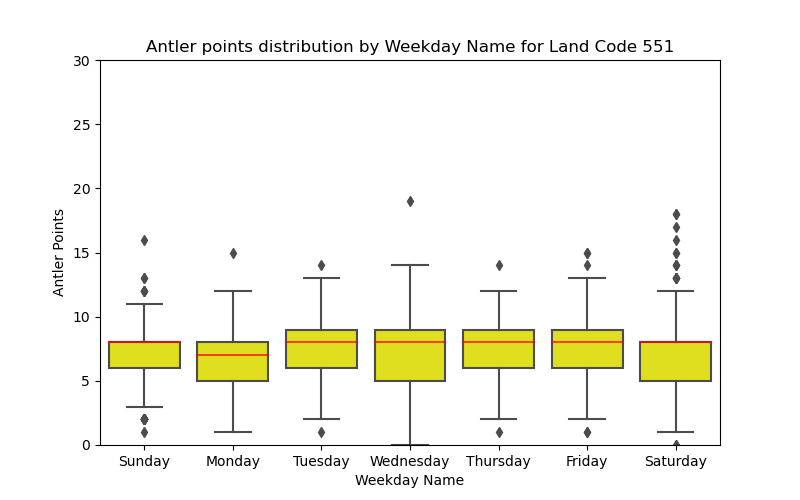 Antler points distribution by Weekday Name for Land Code 551
Antler Points
30
25
20
15
10
5
0
Sunday Monday Tuesday Wednesday Thursday Friday Saturday
Weekday Name